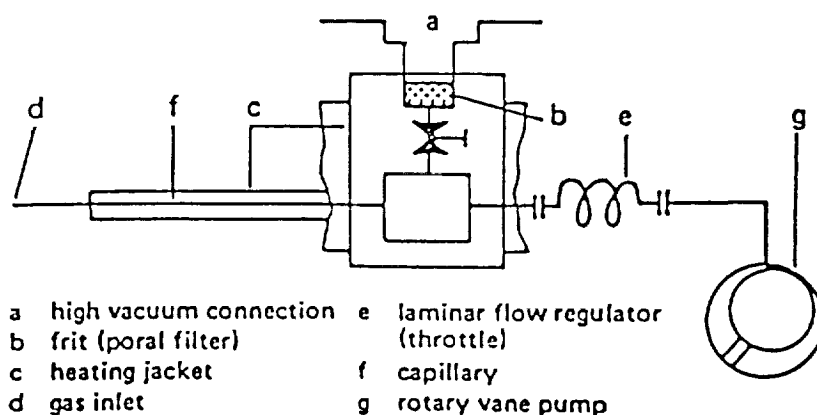 a
d f c b e g
a high vacuum connection
b frit (poral filter)
c heating jacket
d gas inlet
e laminar flow regulator
(throttle)
f capillary
g rotary vane pump